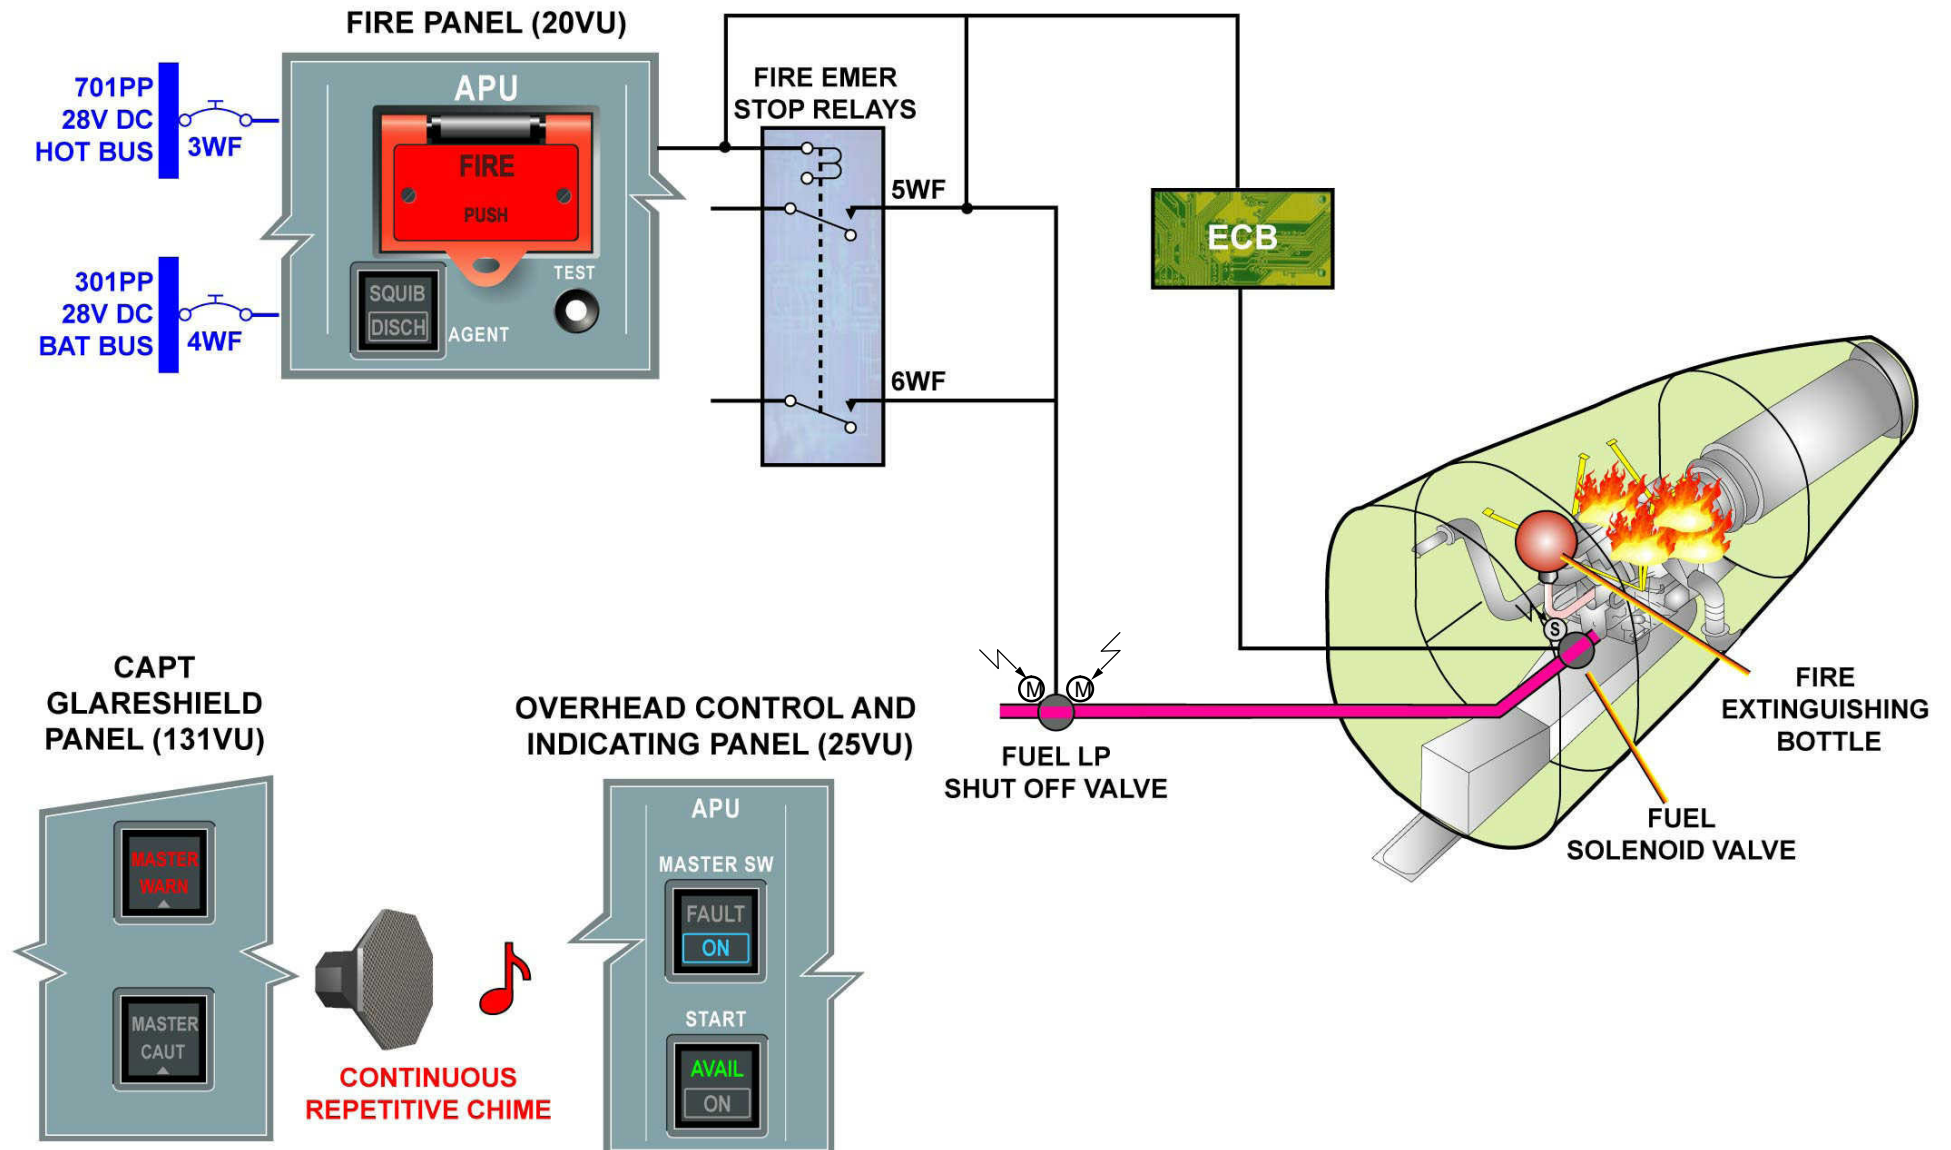 FIRE PANEL (20VU)
701PP
28V DC
HOT BUS
3WF
301PP
28V DC
BAT BUS
4WF
APU
FIRE
PUSH
SQUIB
DISCH
AGENT
TEST
FIRE EMER
STOP RELAYS
5WF
6WF
ECB
S
M
M
FUEL LP
SHUT OFF VALVE
FIRE
EXTINGUISHING
BOTTLE
FUEL
SOLENOID VALVE
CAPT
GLARESHIELD
PANEL (131VU)
MASTER
WARN
MASTER
CAUT
CONTINUOUS
REPETITIVE CHIME
OVERHEAD CONTROL AND
INDICATING PANEL (25VU)
APU
MASTER SW
FAULT
ON
START
AVAIL
ON